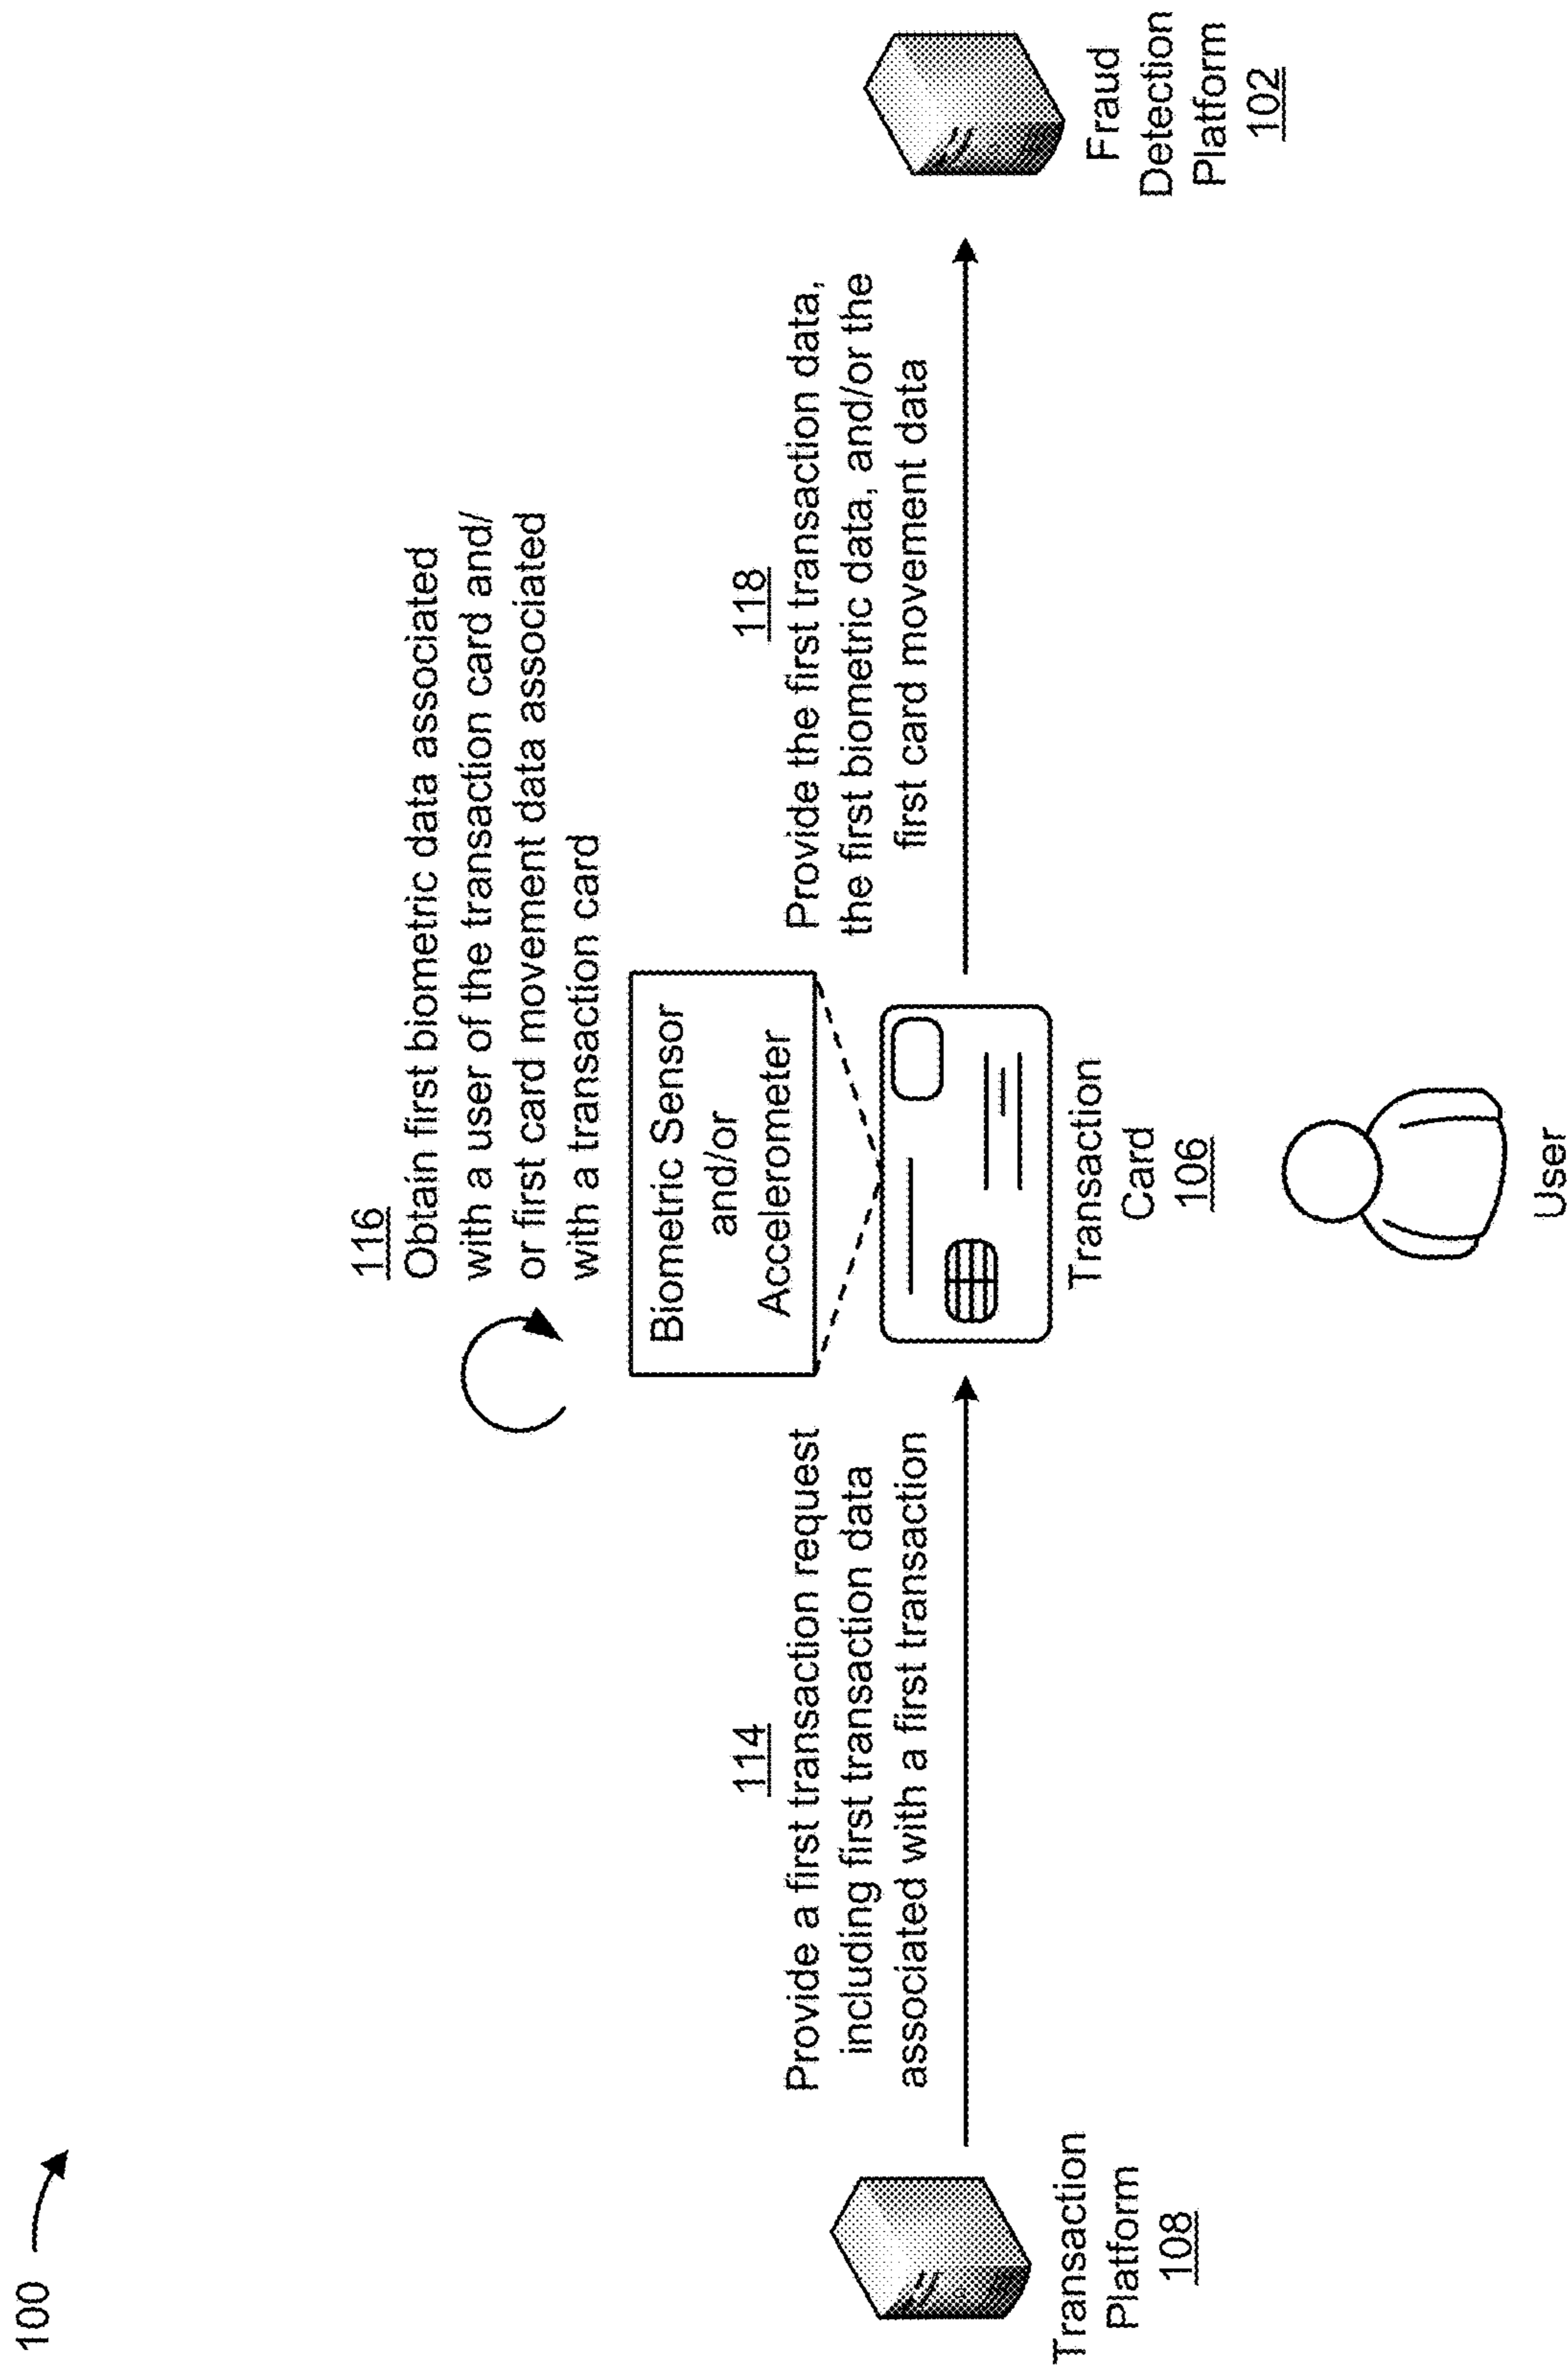 100
116
Obtain first biometric data associated
with a user of the transaction card and/
or first card movement data associated
with a transaction card
Biometric Sensor
and/or
Accelerometer
114
Provide a first transaction request
including first transaction data
associated with a first transaction
118
Provide the first transaction data,
the first biometric data, and/or the
first card movement data
Transaction
Platform
108
Transaction
Card
106
Fraud
Detection
Platform
102
User